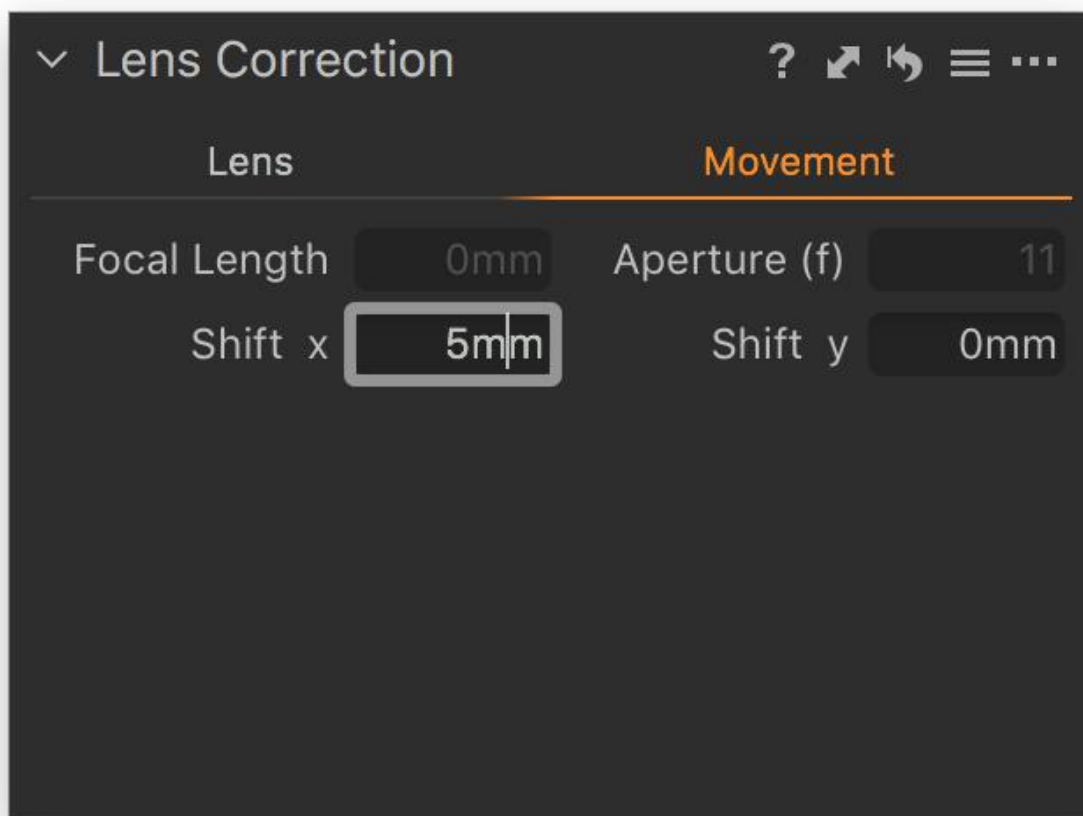 Lens Correction ?
Lens Movement
Focal Length 0mm Aperture (f) 11
Shift x 5mm Shift y 0mm